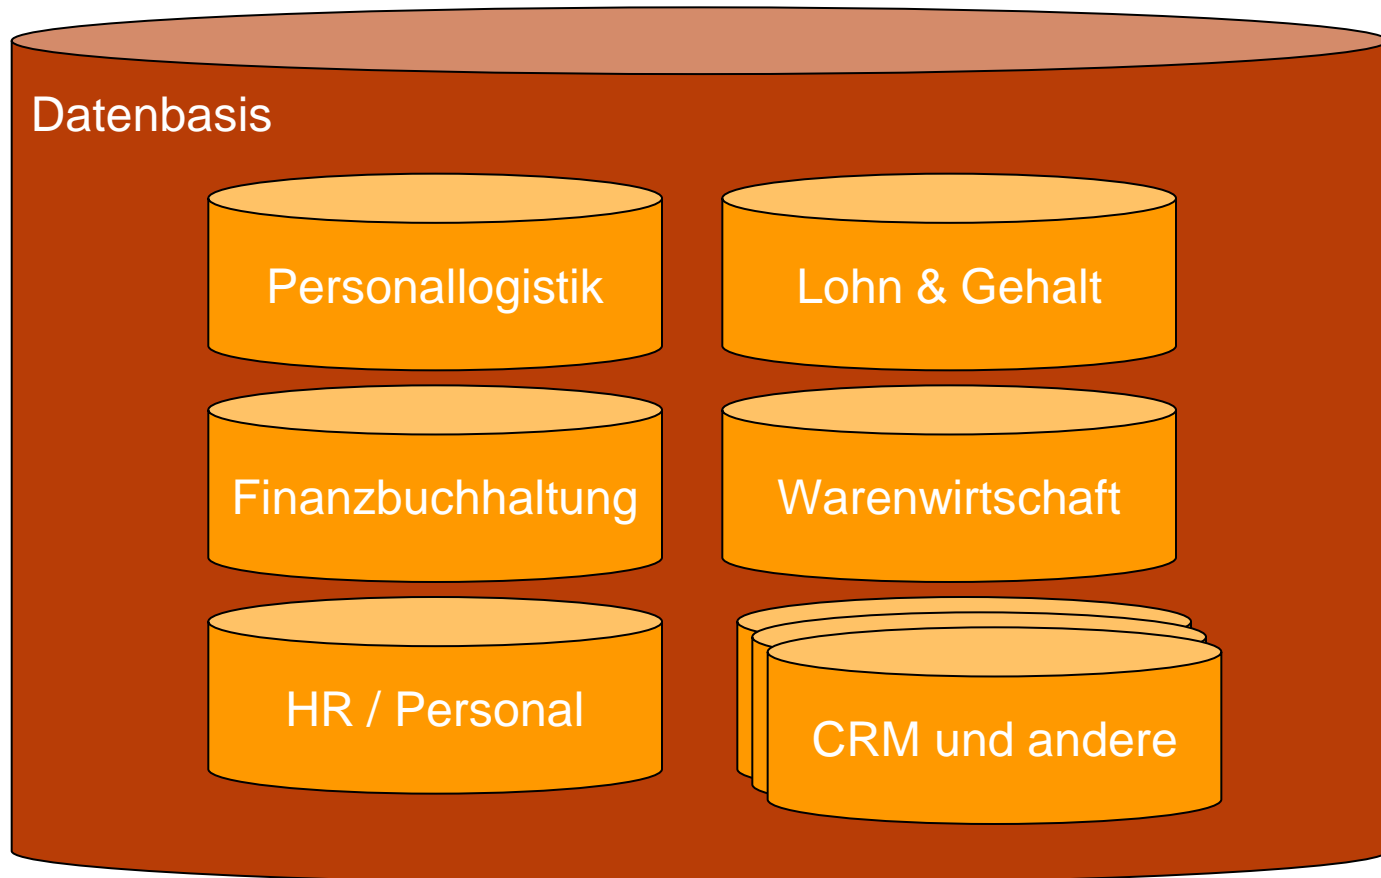 Datenbasis
Personallogistik
Lohn & Gehalt
Finanzbuchhaltung
Warenwirtschaft
HR / Personal
CRM und andere